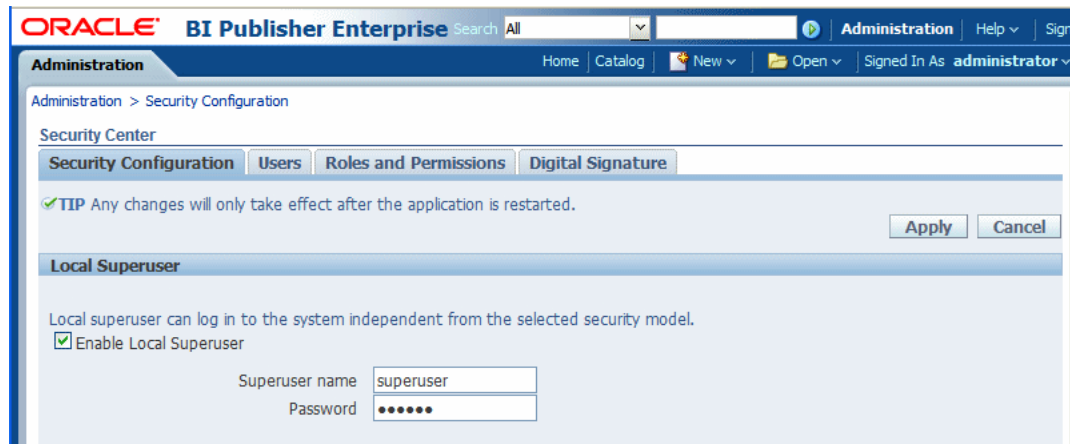 ORACLE BI Publisher Enterprise Search All Administration Help
Administration Home Catalog New Open Signed In As administrator
Administration > Security Configuration
Security Center
Security Configuration Users Roles and Permissions Digital Signature
TIP Any changes will only take effect after the application is restarted.
Apply Cancel
Local Superuser
Local superuser can log in to the system independent from the selected security model.
Enable Local Superuser
Superuser name superuser
Password ••••••